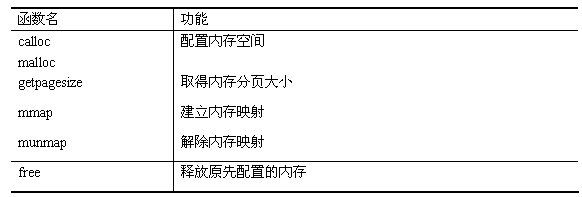 函数名 功能
calloc 配置内存空间
malloc
getpagesize 取得内存分页大小
mmap 建立内存映射
munmap 解除内存映射
free 释放原先配置的内存